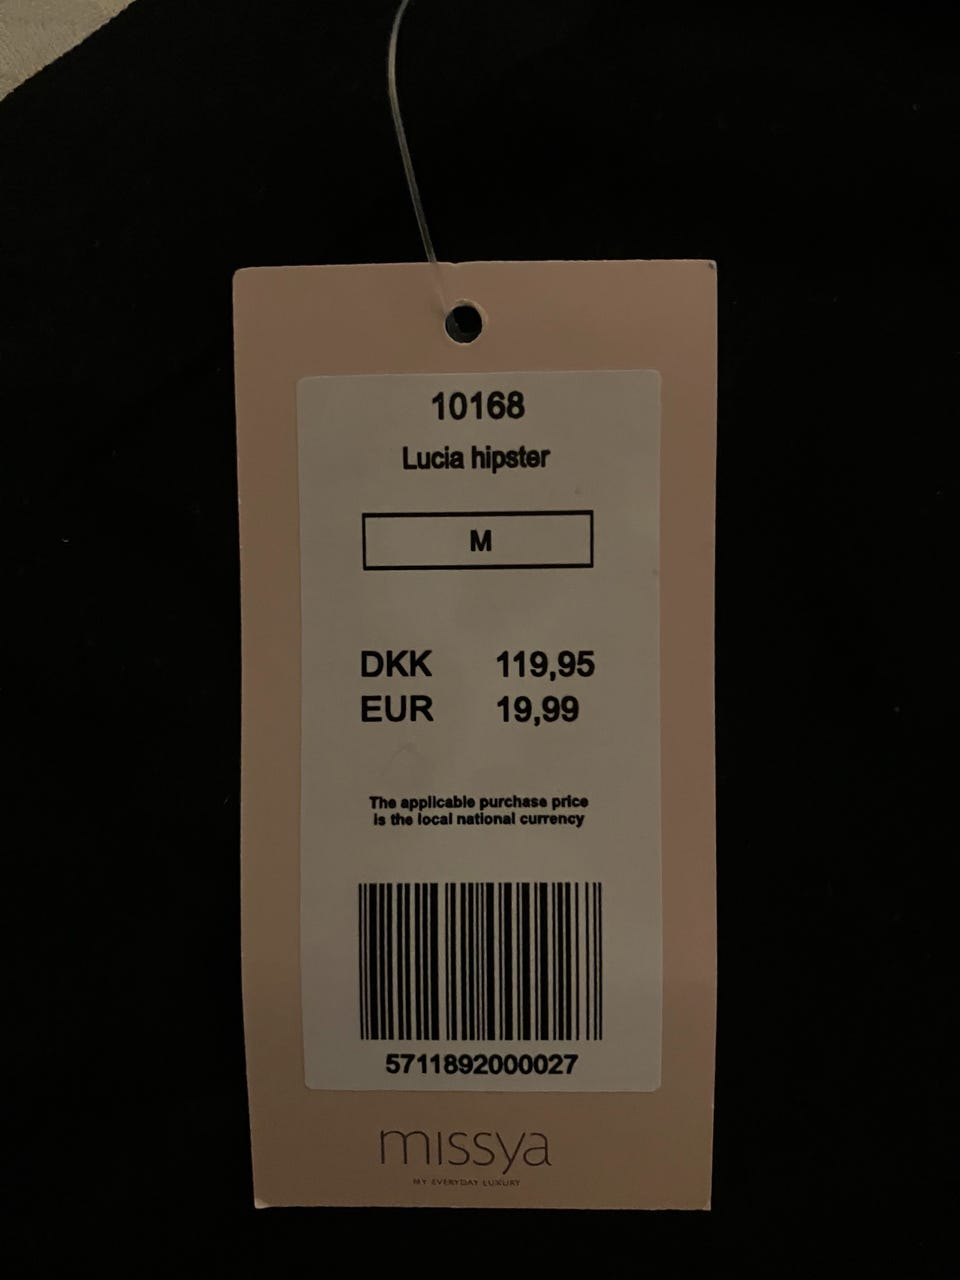 10168
Lucia hipster
M
DKK 119,95
EUR 19,99
The applicable purchase price
is the local national currency
5711892000027
missya
MY EVERYDAY LUXURY